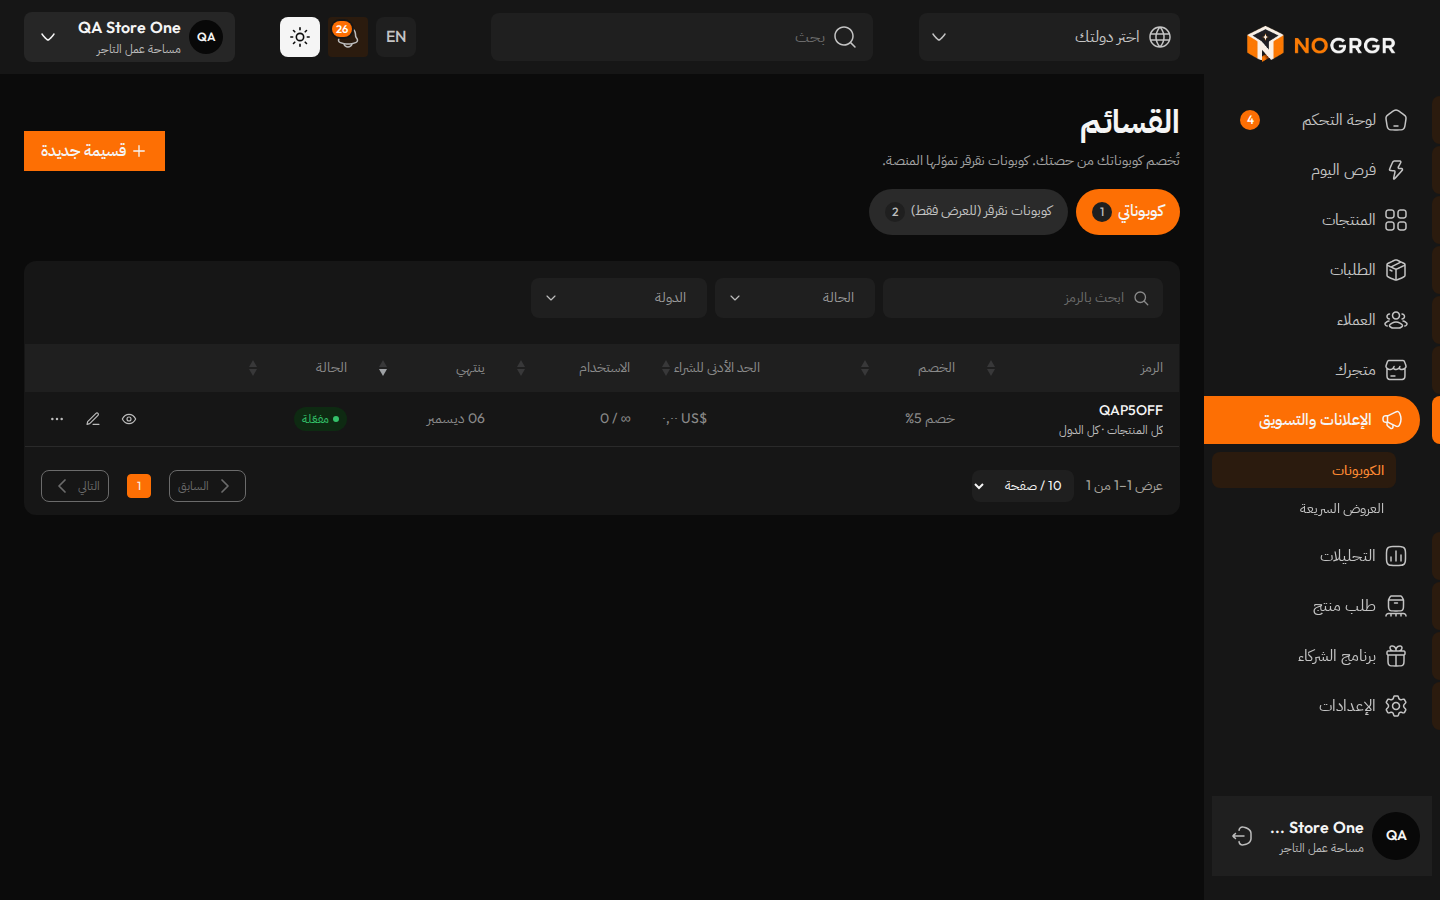 NOGRGR
اختر دولتك
بحث
EN
26
QA Store One
مساحة عمل التاجر
QA
لوحة التحكم
4
فرص اليوم
المنتجات
الطلبات
العملاء
متجرك
الإعلانات والتسويق
الكوبونات
العروض السريعة
التحليلات
طلب منتج
برنامج الشركاء
الإعدادات
QA
... Store One
مساحة عمل التاجر
القسائم
تُخصم كوبوناتك من حصتك. كوبونات نقرقر تموّلها المنصة.
+ قسيمة جديدة
كوبوناتي 1
كوبونات نقرقر (للعرض فقط) 2
ابحث بالرمز
الحالة
الدولة
الرمز الخصم الحد الأدنى للشراء الاستخدام ينتهي الحالة
QAP5OFF
كل المنتجات · كل الدول
خصم 5%
٠,٠٠ US$
0 / ∞
06 ديسمبر
مفعّلة
عرض 1–1 من 1
10 / صفحة
السابق
1
التالي